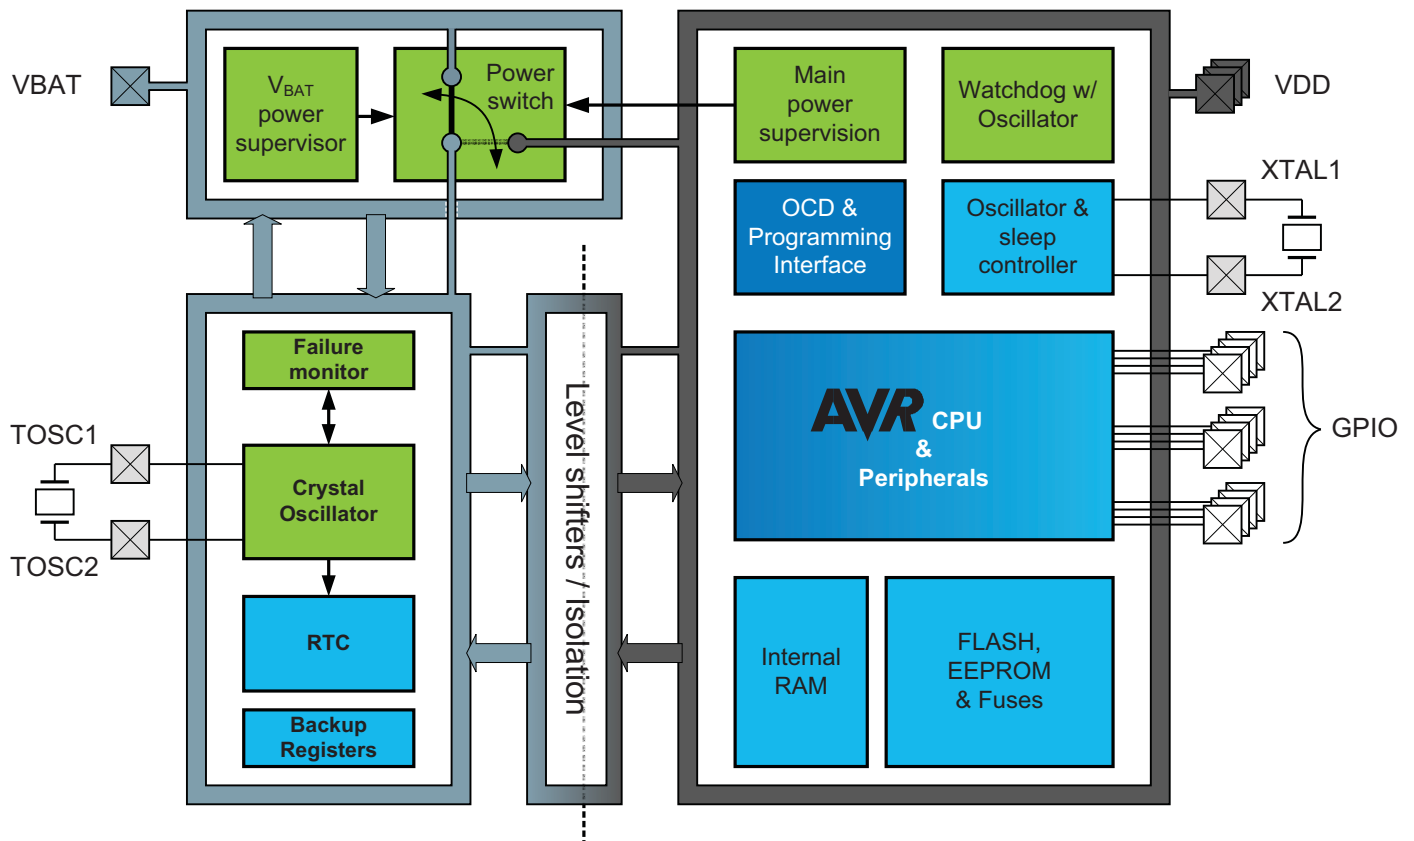 VBAT
V_BAT
power
supervisor
Power
switch
Main
power
supervision
Watchdog w/
Oscillator
VDD
OCD &
Programming
Interface
Oscillator &
sleep
controller
XTAL1
XTAL2
Failure
monitor
TOSC1
TOSC2
Crystal
Oscillator
RTC
Backup
Registers
Level shifters / Isolation
AVR CPU
&
Peripherals
GPIO
Internal
RAM
FLASH,
EEPROM
& Fuses